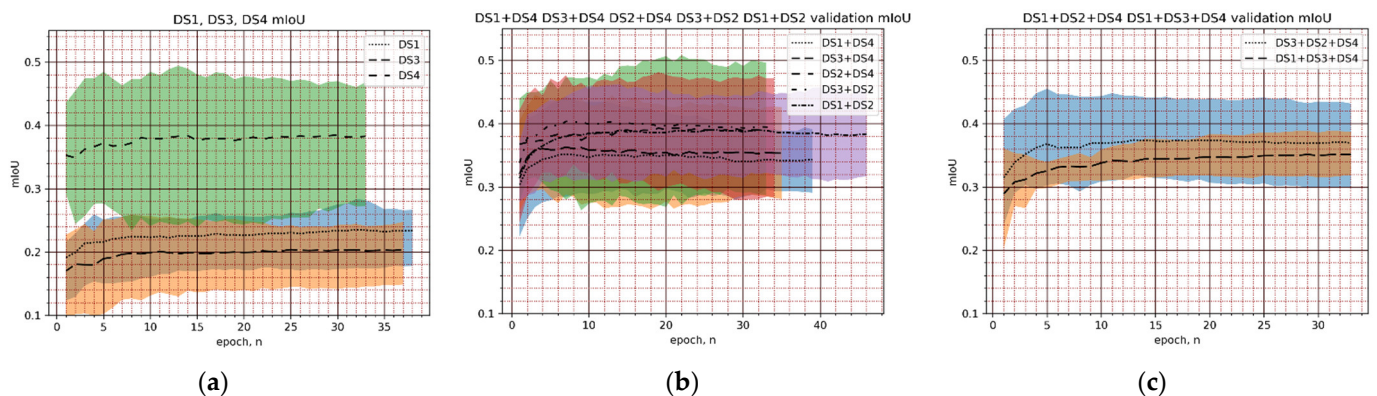 DS1, DS3, DS4 mIoU
DS1
DS3
DS4
mIoU
0.5
0.4
0.3
0.2
0.1
0 5 10 15 20 25 30 35
epoch, n
(a)
DS1+DS4 DS3+DS4 DS2+DS4 DS3+DS2 DS1+DS2 validation mIoU
DS1+DS4
DS3+DS4
DS2+DS4
DS3+DS2
DS1+DS2
mIoU
0.5
0.4
0.3
0.2
0.1
0 10 20 30 40
epoch, n
(b)
DS1+DS2+DS4 DS1+DS3+DS4 validation mIoU
DS3+DS2+DS4
DS1+DS3+DS4
mIoU
0.5
0.4
0.3
0.2
0.1
0 5 10 15 20 25 30
epoch, n
(c)